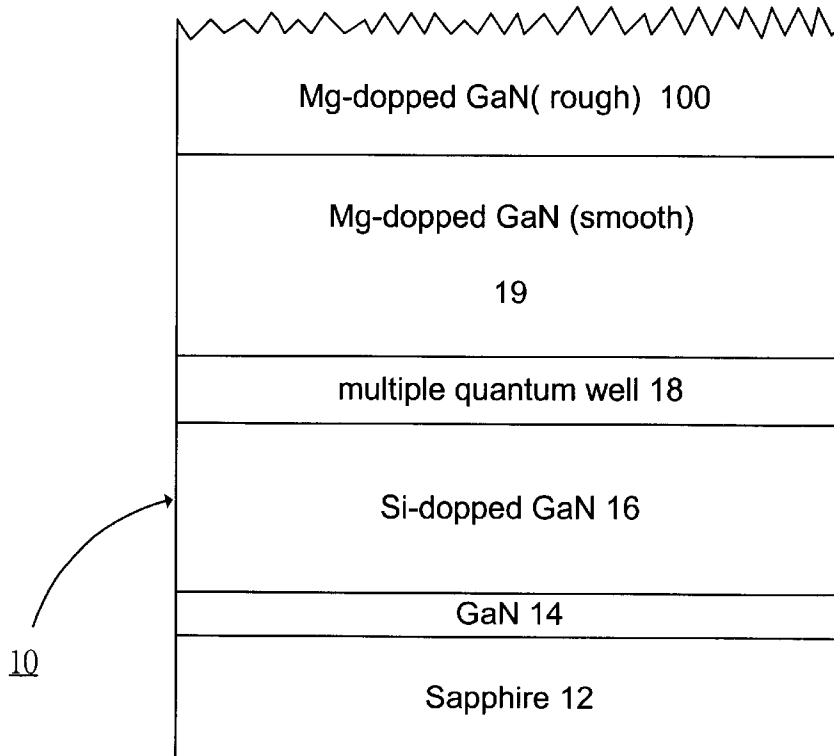 Mg-dopped GaN( rough) 100
Mg-dopped GaN (smooth)
19
multiple quantum well 18
Si-dopped GaN 16
GaN 14
10
Sapphire 12